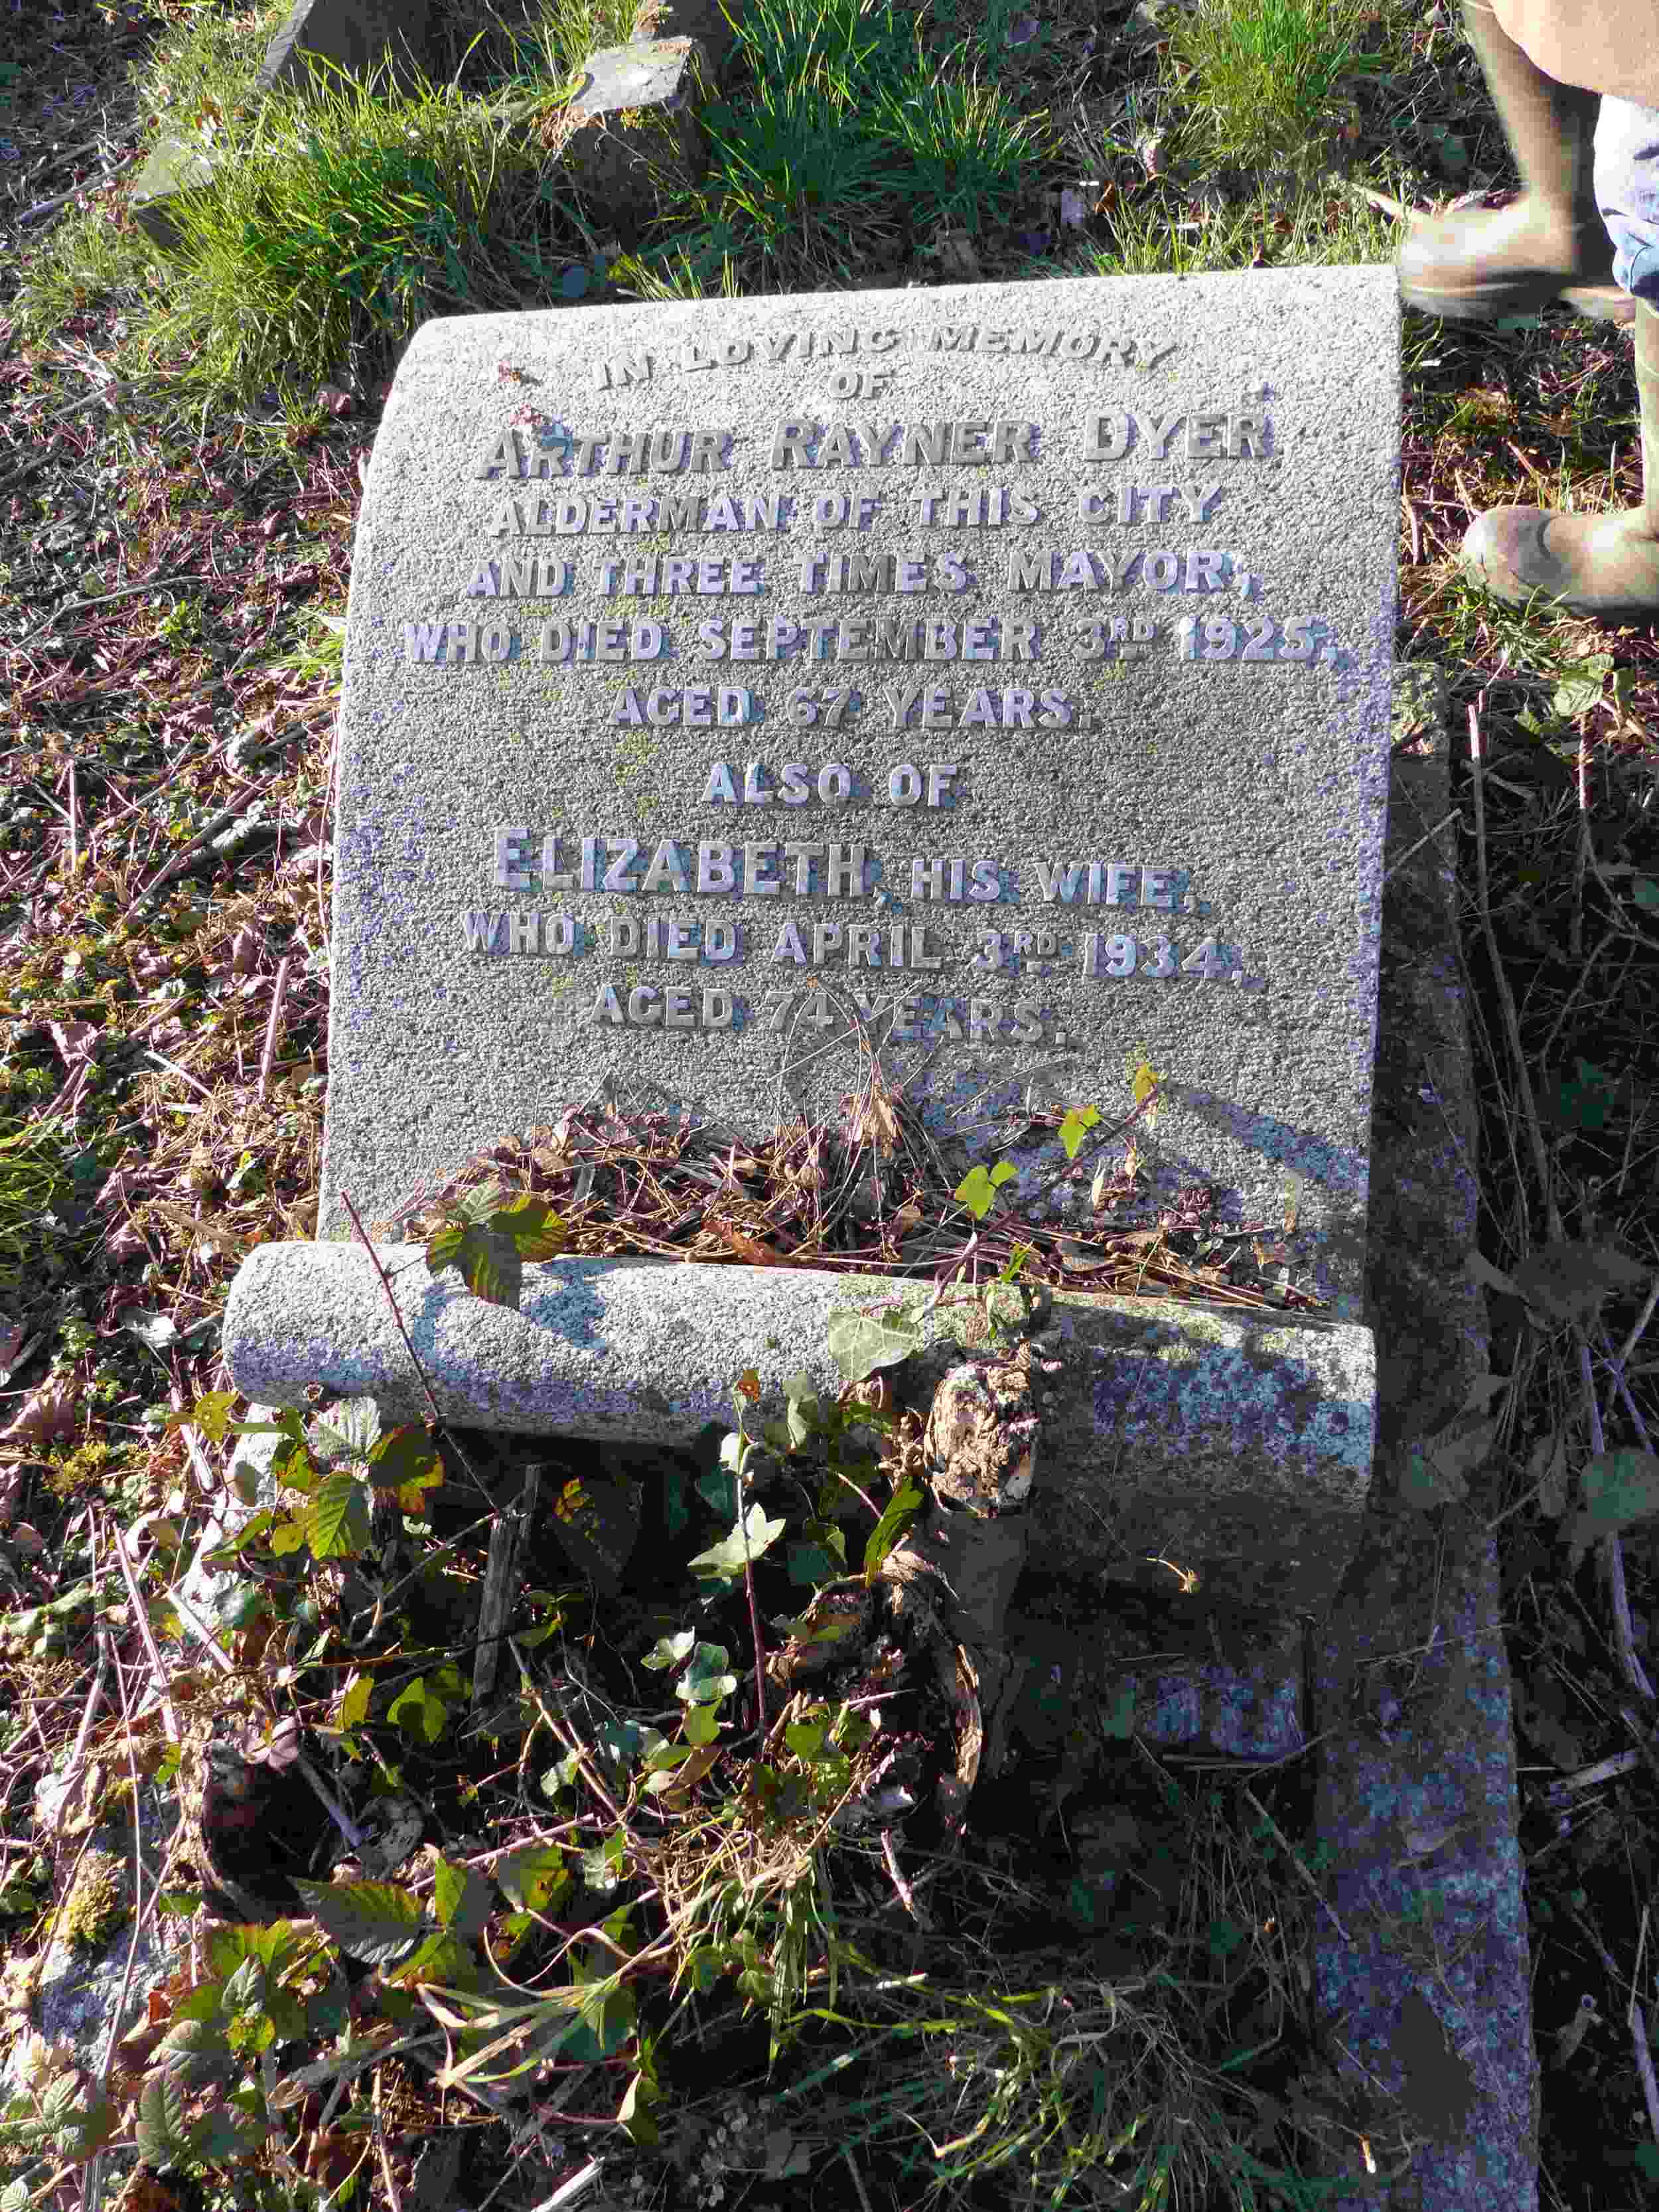 IN LOVING MEMORY
OF
ARTHUR RAYNER DYER
ALDERMAN OF THIS CITY
AND THREE TIMES MAYOR,
WHO DIED SEPTEMBER 3RD 1925,
AGED 67 YEARS.
ALSO OF
ELIZABETH, HIS WIFE,
WHO DIED APRIL 3RD 1934,
AGED 74 YEARS.